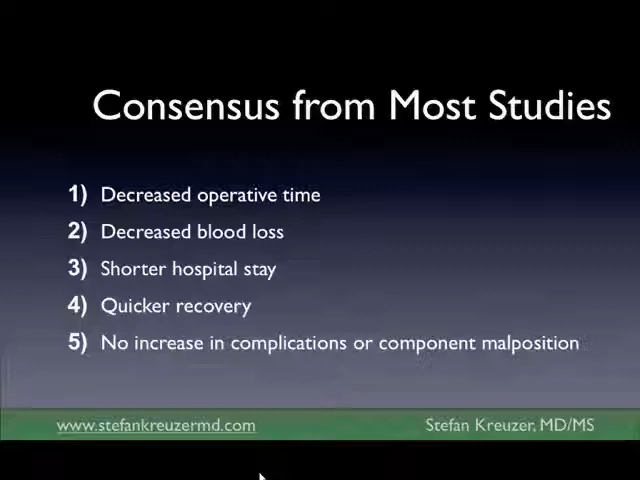 Consensus from Most Studies
1) Decreased operative time
2) Decreased blood loss
3) Shorter hospital stay
4) Quicker recovery
5) No increase in complications or component malposition
www.stefankreuzermd.com Stefan Kreuzer, MD/MS